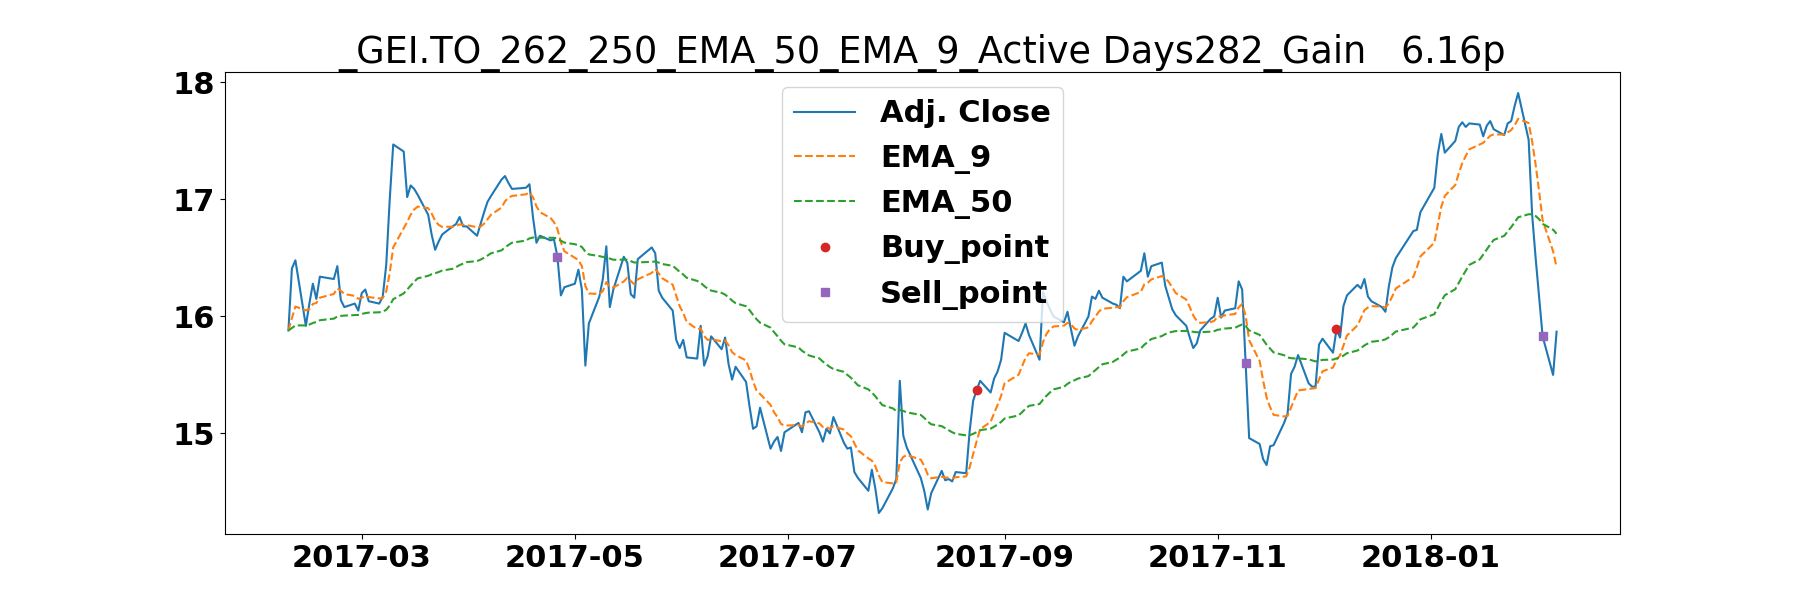 _GEI.TO_262_250_EMA_50_EMA_9_Active Days282_Gain   6.16p
18
17
16
15
Adj. Close
EMA_9
EMA_50
Buy_point
Sell_point
2017-03 2017-05 2017-07 2017-09 2017-11 2018-01